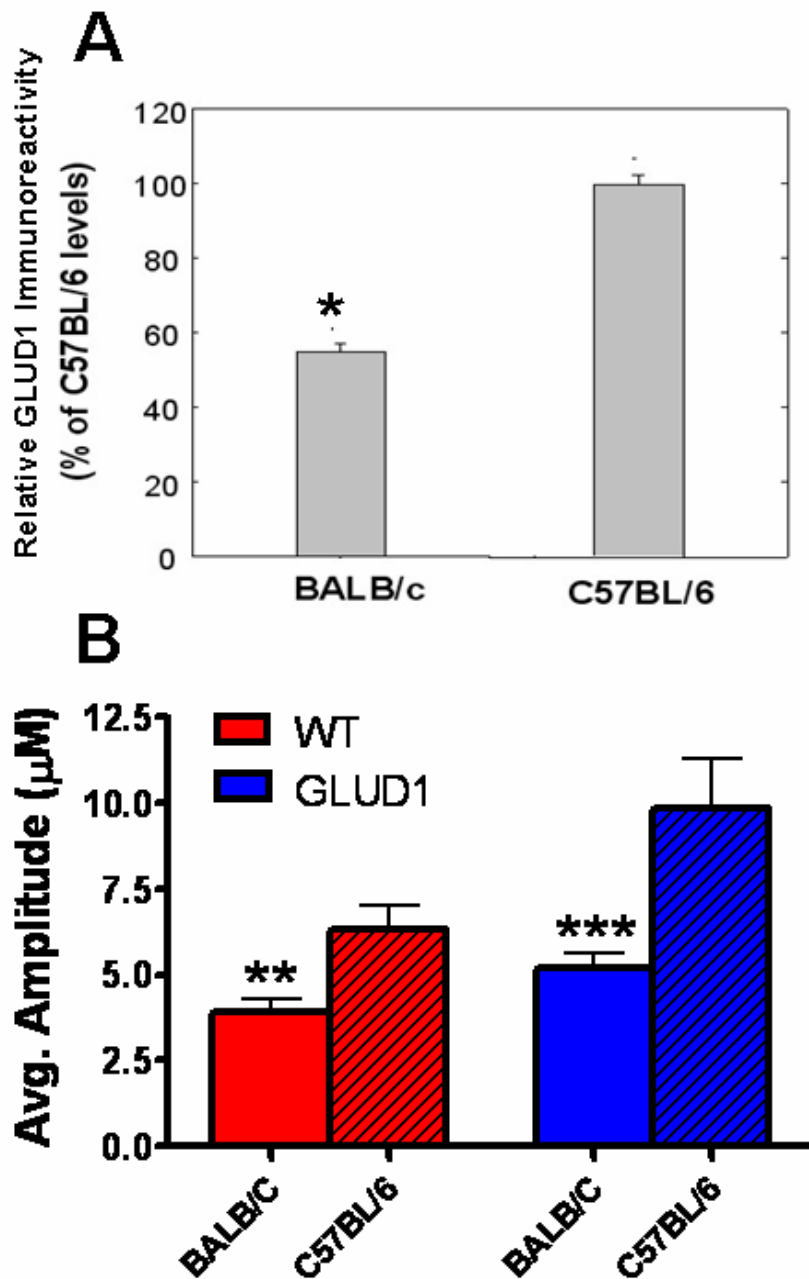 A
Relative GLUD1 Immunoreactivity
(% of C57BL/6 levels)
120
100
80
60
40
20
0
*
BALB/c
C57BL/6
B
Avg. Amplitude (μM)
12.5
10.0
7.5
5.0
2.5
0.0
WT
GLUD1
**
***
BALB/C
C57BL/6
BALB/C
C57BL/6